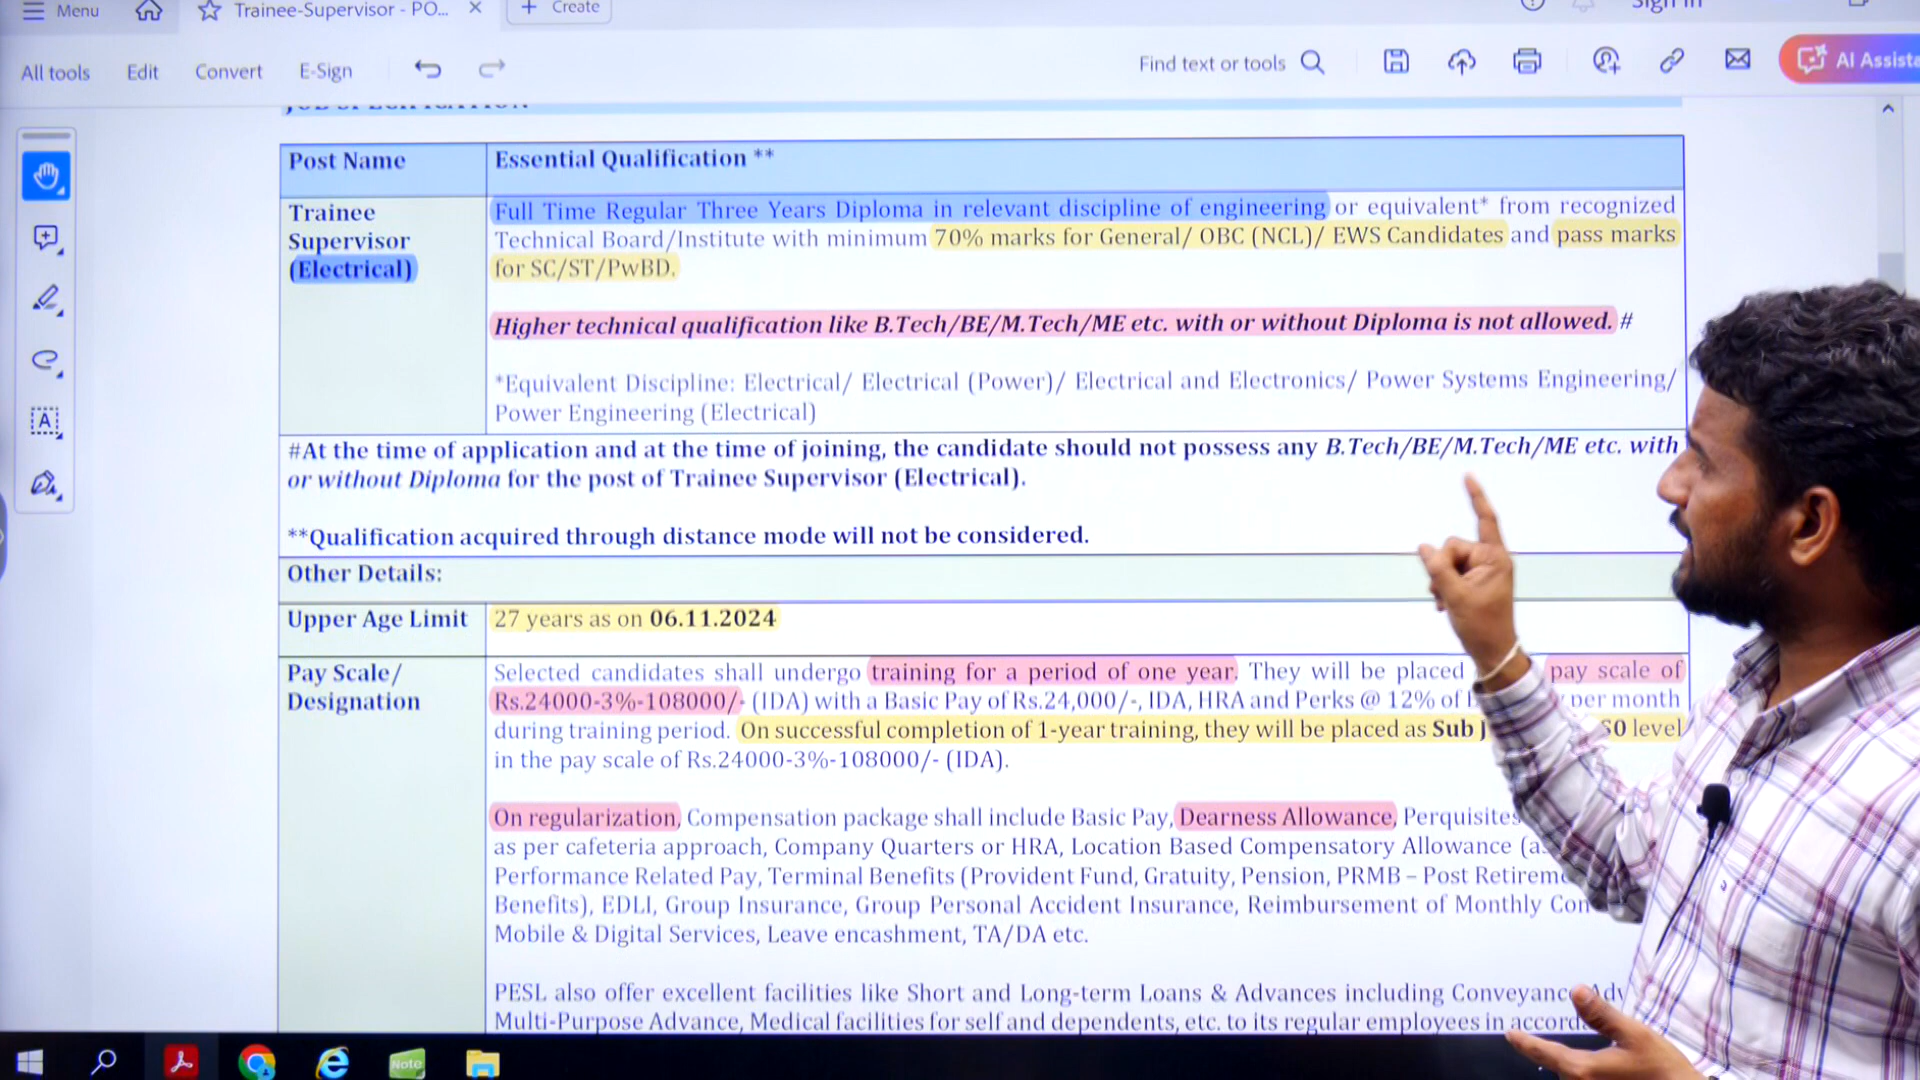 Menu
Trainee-Supervisor - PO...
Create
All tools
Edit
Convert
E-Sign
Find text or tools
AI Assista
Post Name
Essential Qualification **
Trainee
Supervisor
(Electrical)
Full Time Regular Three Years Diploma in relevant discipline of engineering or equivalent* from recognized
Technical Board/Institute with minimum 70% marks for General/ OBC (NCL)/ EWS Candidates and pass marks
for SC/ST/PwBD.
Higher technical qualification like B.Tech/BE/M.Tech/ME etc. with or without Diploma is not allowed. #
*Equivalent Discipline: Electrical/ Electrical (Power)/ Electrical and Electronics/ Power Systems Engineering/
Power Engineering (Electrical)
#At the time of application and at the time of joining, the candidate should not possess any B.Tech/BE/M.Tech/ME etc. with
or without Diploma for the post of Trainee Supervisor (Electrical).
**Qualification acquired through distance mode will not be considered.
Other Details:
Upper Age Limit
27 years as on 06.11.2024
Pay Scale/
Designation
Selected candidates shall undergo training for a period of one year. They will be placed pay scale of
Rs.24000-3%-108000/- (IDA) with a Basic Pay of Rs.24,000/-, IDA, HRA and Perks @ 12% of per month
during training period. On successful completion of 1-year training, they will be placed as Sub level
in the pay scale of Rs.24000-3%-108000/- (IDA).
On regularization, Compensation package shall include Basic Pay, Dearness Allowance, Perquisites
as per cafeteria approach, Company Quarters or HRA, Location Based Compensatory Allowance
Performance Related Pay, Terminal Benefits (Provident Fund, Gratuity, Pension, PRMB – Post
Benefits), EDLI, Group Insurance, Group Personal Accident Insurance, Reimbursement of Monthly
Mobile & Digital Services, Leave encashment, TA/DA etc.
PESL also offer excellent facilities like Short and Long-term Loans & Advances including
Multi-Purpose Advance, Medical facilities for self and dependents, etc. to its regular employees in
Note